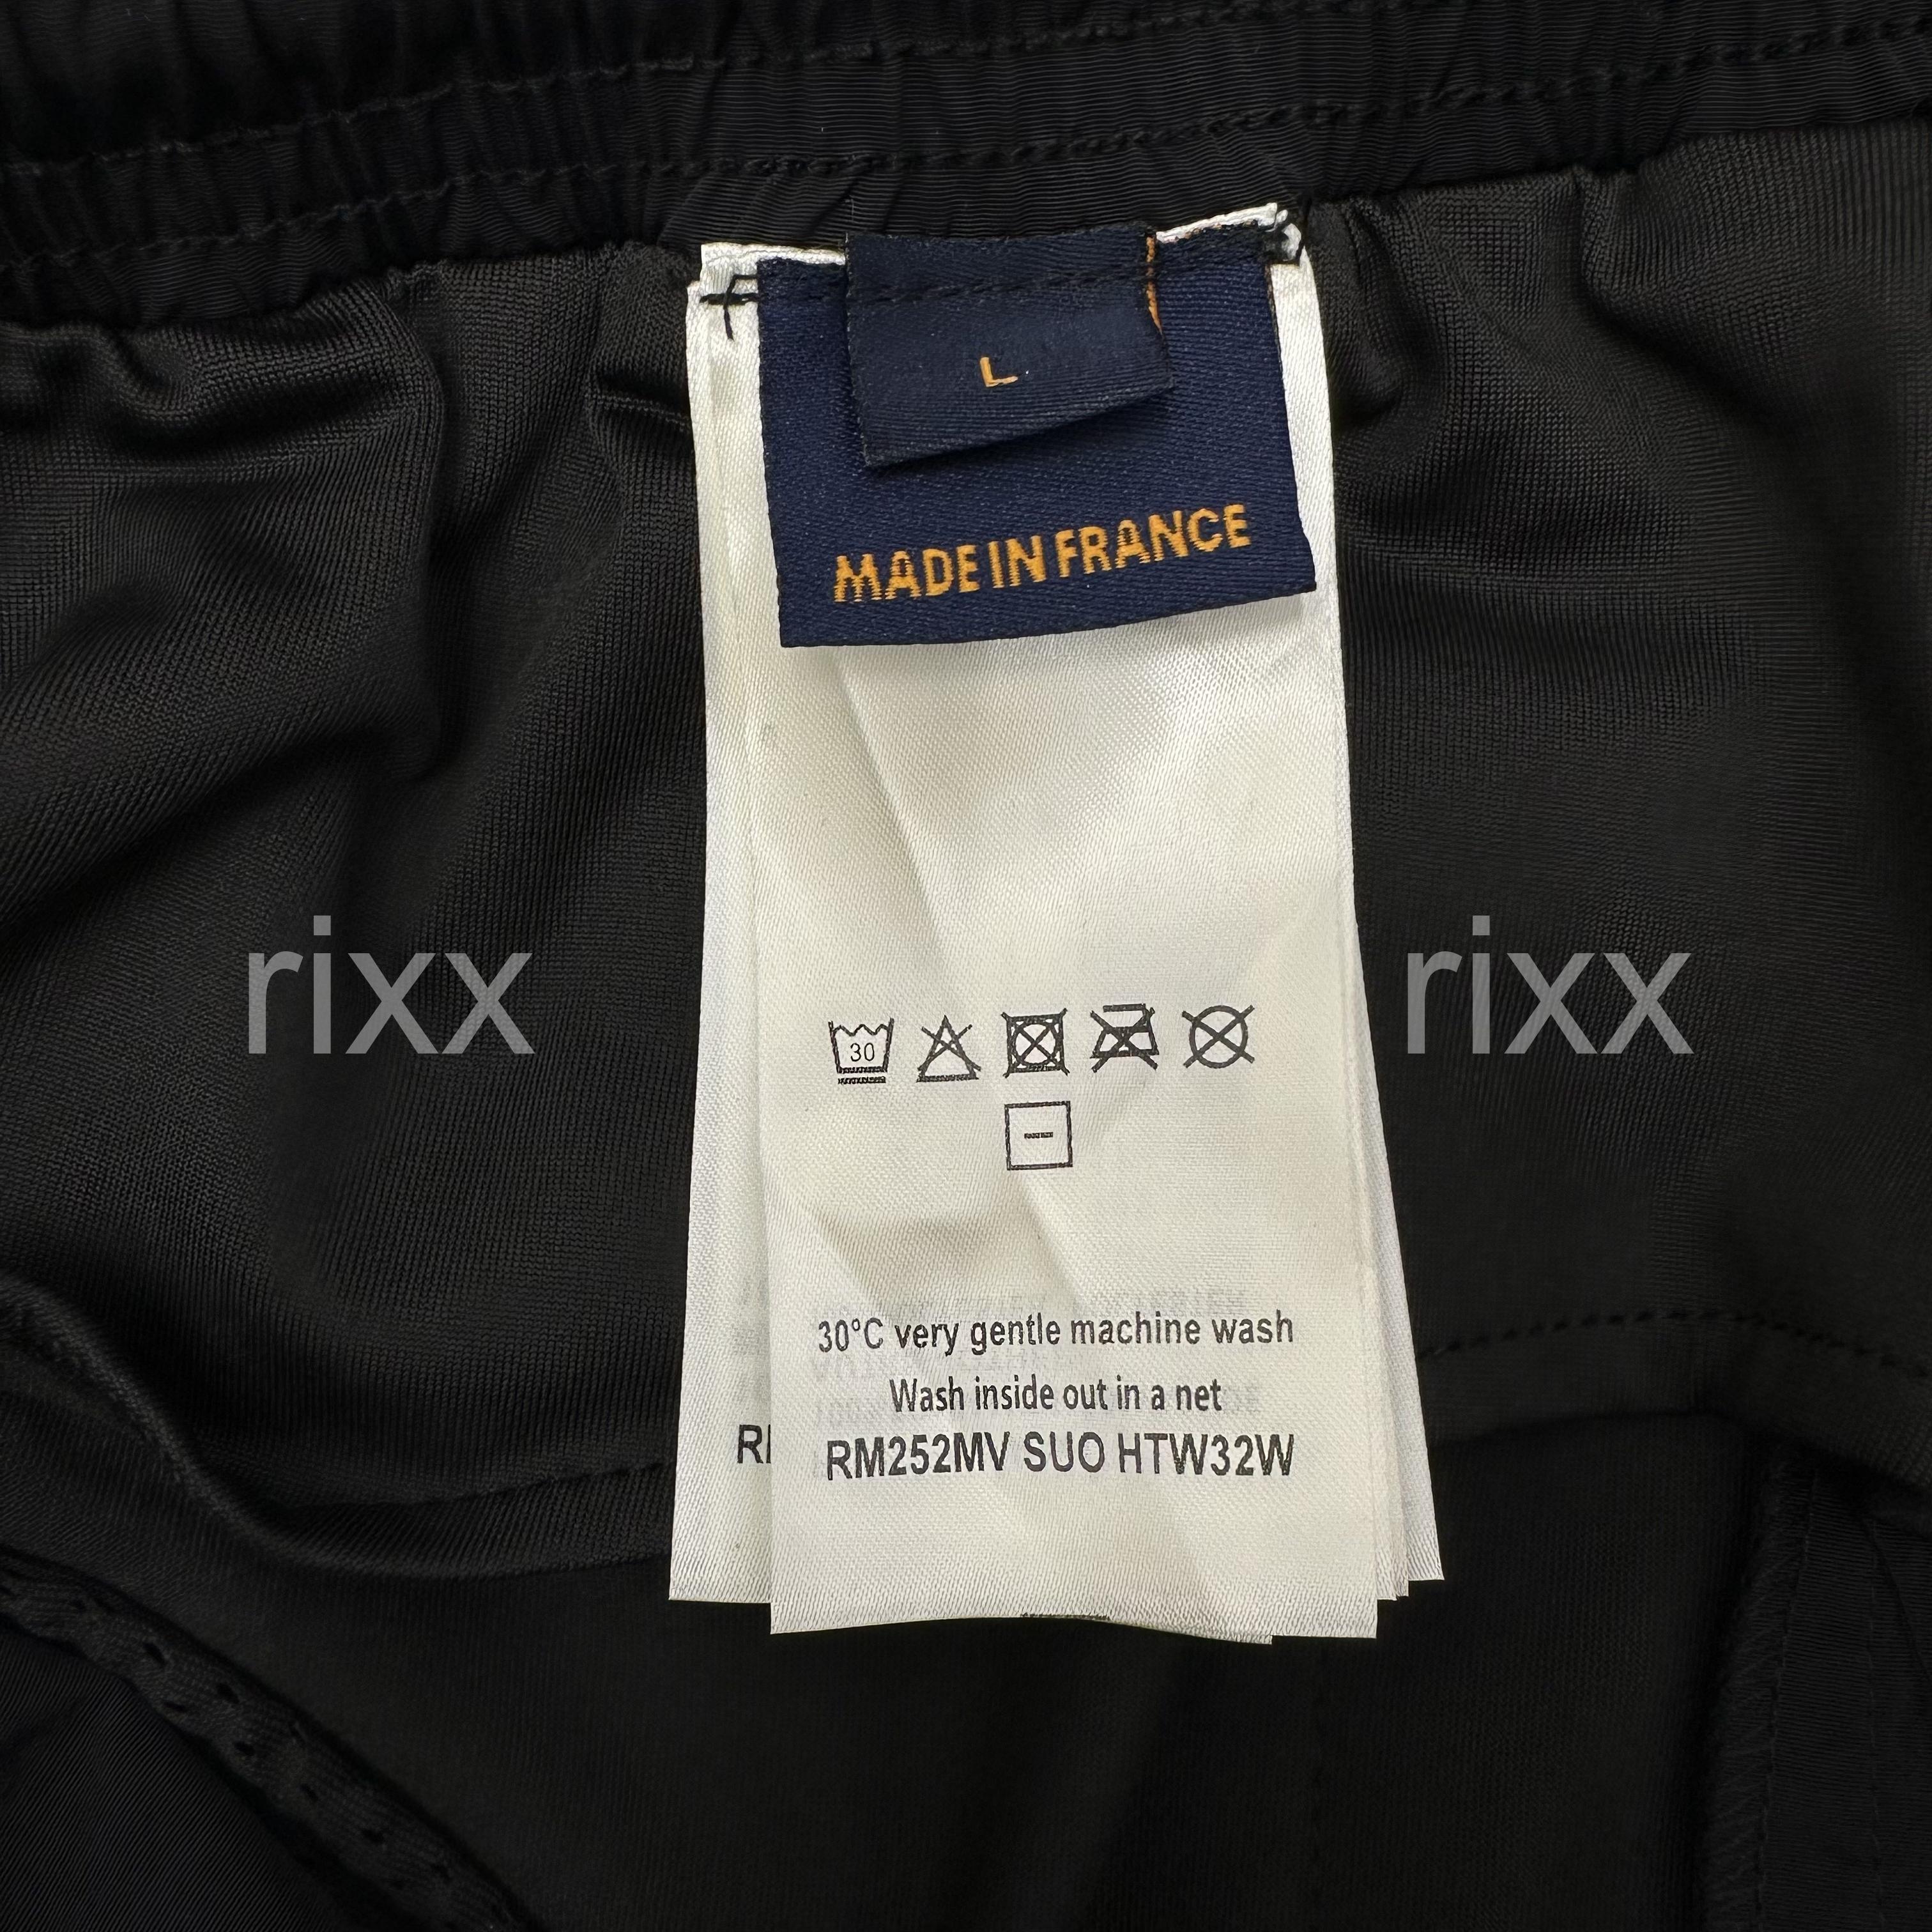 L
MADE IN FRANCE
rixx
rixx
30
30°C very gentle machine wash
Wash inside out in a net
RM252MV SUO HTW32W